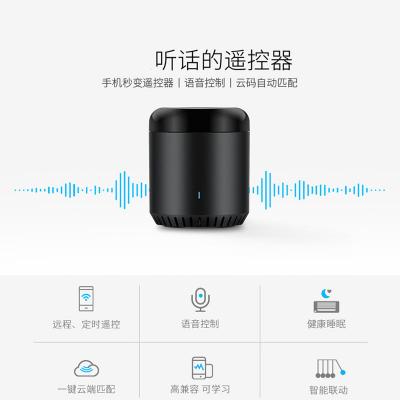 听话的遥控器
手机秒变遥控器 | 语音控制 | 云码自动匹配
远程、定时遥控
语音控制
健康睡眠
一键云端匹配
高兼容 可学习
智能联动